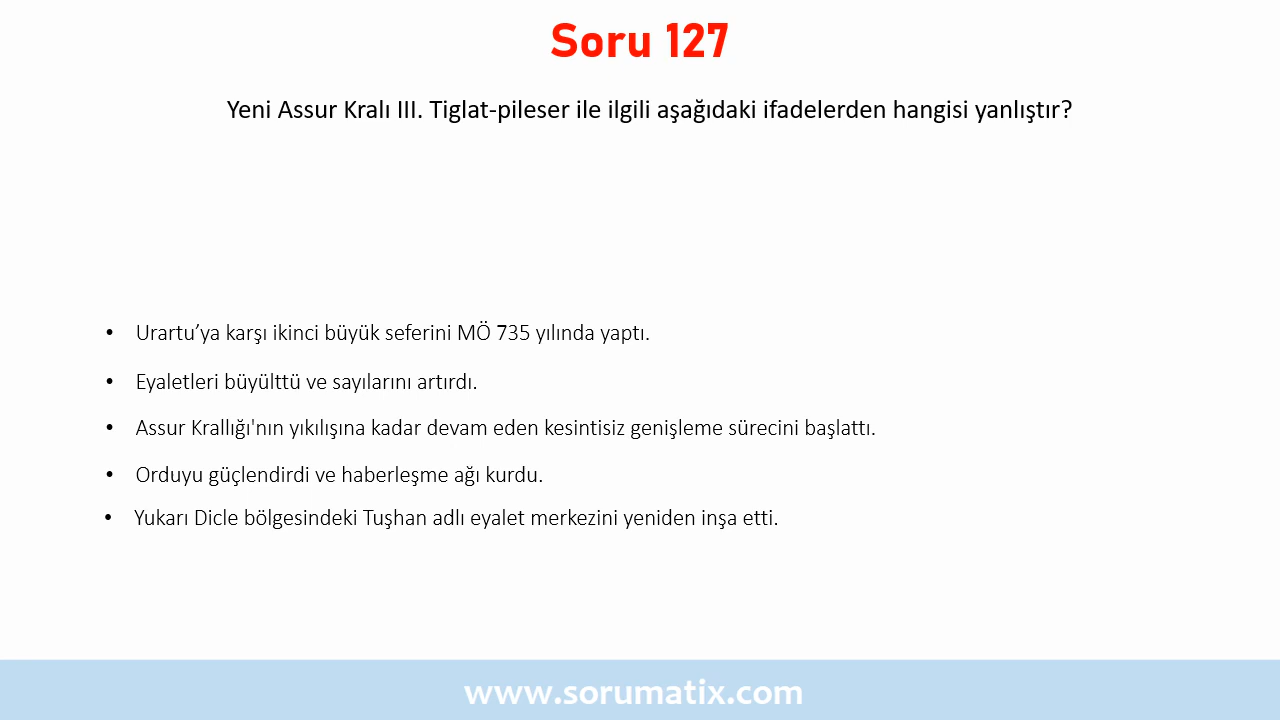 Soru 127
Yeni Assur Kralı III. Tiglat-pileser ile ilgili aşağıdaki ifadelerden hangisi yanlıştır?
• Urartu’ya karşı ikinci büyük seferini MÖ 735 yılında yaptı.
• Eyaletleri büyülttü ve sayılarını artırdı.
• Assur Krallığı'nın yıkılışına kadar devam eden kesintisiz genişleme sürecini başlattı.
• Orduyu güçlendirdi ve haberleşme ağı kurdu.
• Yukarı Dicle bölgesindeki Tuşhan adlı eyalet merkezini yeniden inşa etti.
www.sorumatix.com